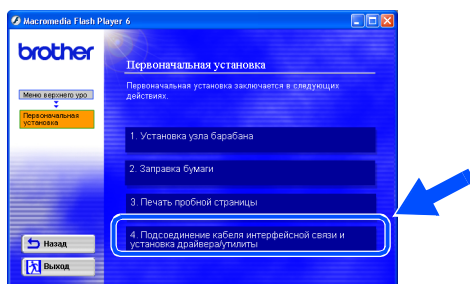 Macromedia Flash Player 6
brother
Меню верхнего уро
Первоначальная
установка
Первоначальная установка
Первоначальная установка заключается в следующих
действиях.
1. Установка узла барабана
2. Заправка бумаги
3. Печать пробной страницы
4. Подсоединение кабеля интерфейсной связи и
установка драйвера/утилиты
Назад
Выход